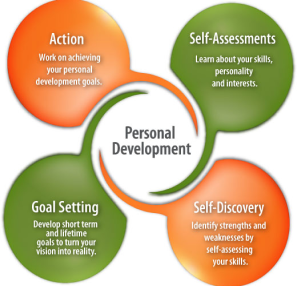 Action
Work on achieving
your personal
development goals.
Self-Assessments
Learn about your skills,
personality
and interests.
Personal
Development
Goal Setting
Develop short term
and lifetime
goals to turn your
vision into reality.
Self-Discovery
Identify strengths and
weaknesses by
self-assessing
your skills.